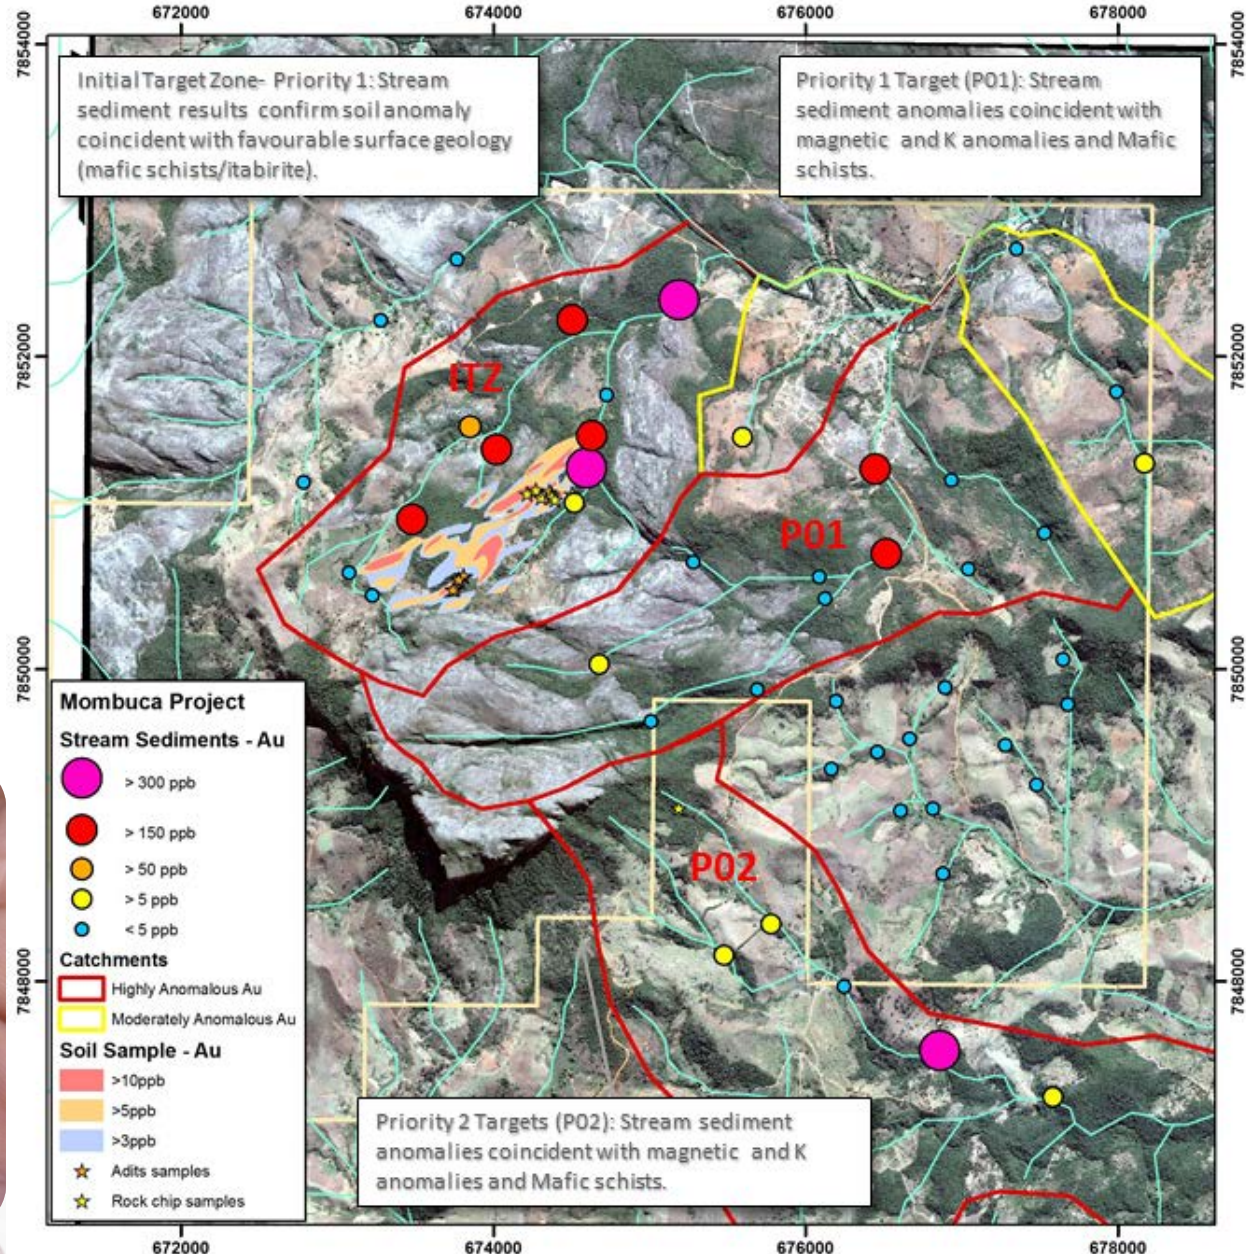 672000 674000 676000 678000
7854000 7854000
Initial Target Zone- Priority 1: Stream
sediment results confirm soil anomaly
coincident with favourable surface geology
(mafic schists/itabirite).
Priority 1 Target (P01): Stream
sediment anomalies coincident with
magnetic and K anomalies and Mafic
schists.
7852000 7852000
ITZ
P01
7850000 7850000
P02
7848000 7848000
Mombuca Project
Stream Sediments - Au
> 300 ppb
> 150 ppb
> 50 ppb
> 5 ppb
< 5 ppb
Catchments
Highly Anomalous Au
Moderately Anomalous Au
Soil Sample - Au
>10ppb
>5ppb
>3ppb
Adits samples
Rock chip samples
Priority 2 Targets (P02): Stream sediment
anomalies coincident with magnetic and K
anomalies and Mafic schists.
672000 674000 676000 678000